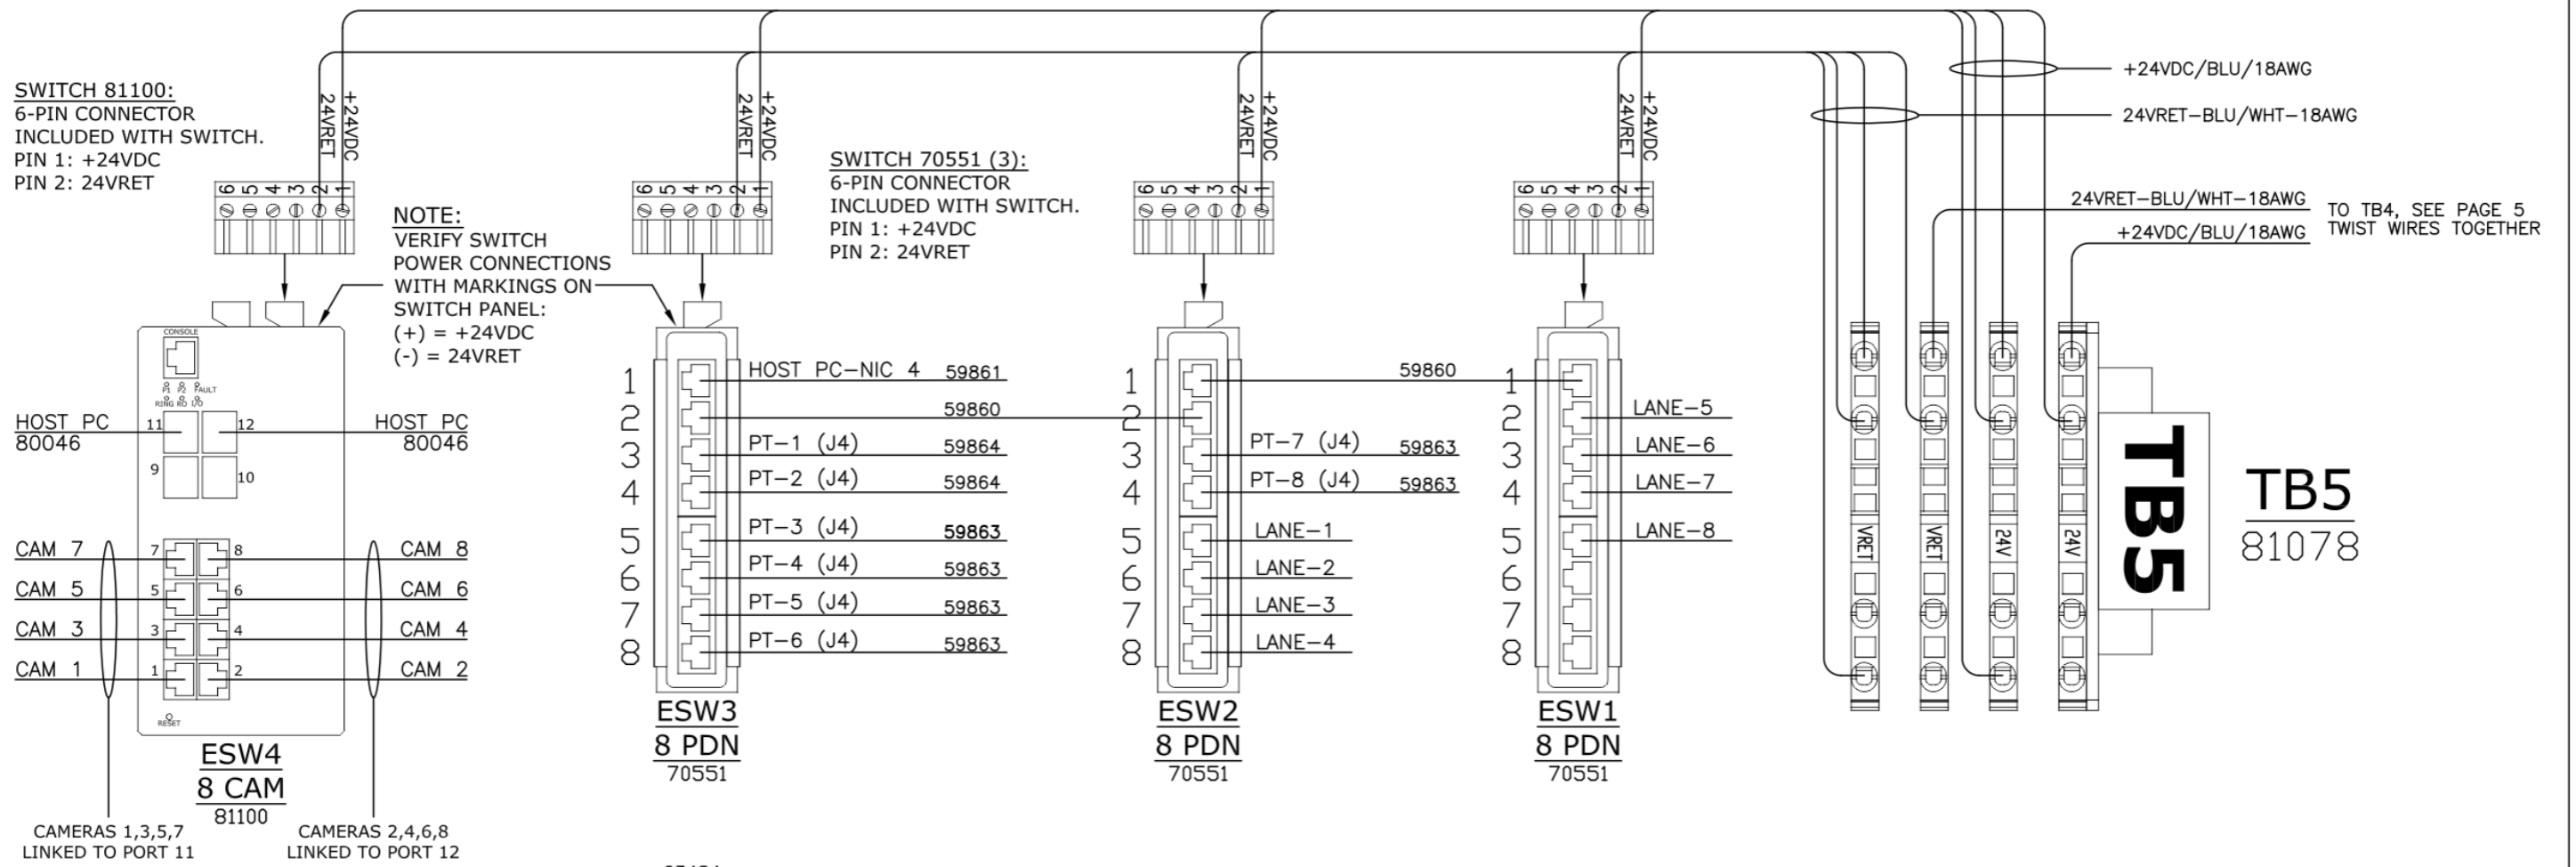 SWITCH 81100:
6-PIN CONNECTOR
INCLUDED WITH SWITCH.
PIN 1: +24VDC
PIN 2: 24VRET
24VRET
+24VDC
6 5 4 3 2 1
NOTE:
VERIFY SWITCH
POWER CONNECTIONS
WITH MARKINGS ON
SWITCH PANEL:
(+) = +24VDC
(-) = 24VRET
24VRET
+24VDC
6 5 4 3 2 1
SWITCH 70551 (3):
6-PIN CONNECTOR
INCLUDED WITH SWITCH.
PIN 1: +24VDC
PIN 2: 24VRET
24VRET
+24VDC
6 5 4 3 2 1
24VRET
+24VDC
6 5 4 3 2 1
+24VDC/BLU/18AWG
24VRET-BLU/WHT-18AWG
24VRET-BLU/WHT-18AWG
+24VDC/BLU/18AWG
TO TB4, SEE PAGE 5
TWIST WIRES TOGETHER
CONSOLE
P1 P2 FAULT
RING RO I/O
HOST PC
80046
11
12
HOST PC
80046
9
10
CAM 7
7
8
CAM 8
CAM 5
5
6
CAM 6
CAM 3
3
4
CAM 4
CAM 1
1
2
CAM 2
RESET
ESW4
8 CAM
81100
CAMERAS 1,3,5,7
LINKED TO PORT 11
CAMERAS 2,4,6,8
LINKED TO PORT 12
1 HOST PC-NIC 4 59861
2 59860
3 PT-1 (J4) 59864
4 PT-2 (J4) 59864
5 PT-3 (J4) 59863
6 PT-4 (J4) 59863
7 PT-5 (J4) 59863
8 PT-6 (J4) 59863
ESW3
8 PDN
70551
1 59860
2
3 PT-7 (J4) 59863
4 PT-8 (J4) 59863
5 LANE-1
6 LANE-2
7 LANE-3
8 LANE-4
ESW2
8 PDN
70551
1
2 LANE-5
3 LANE-6
4 LANE-7
5 LANE-8
6
7
8
ESW1
8 PDN
70551
VRET
VRET
24V
24V
TB5
TB5
81078